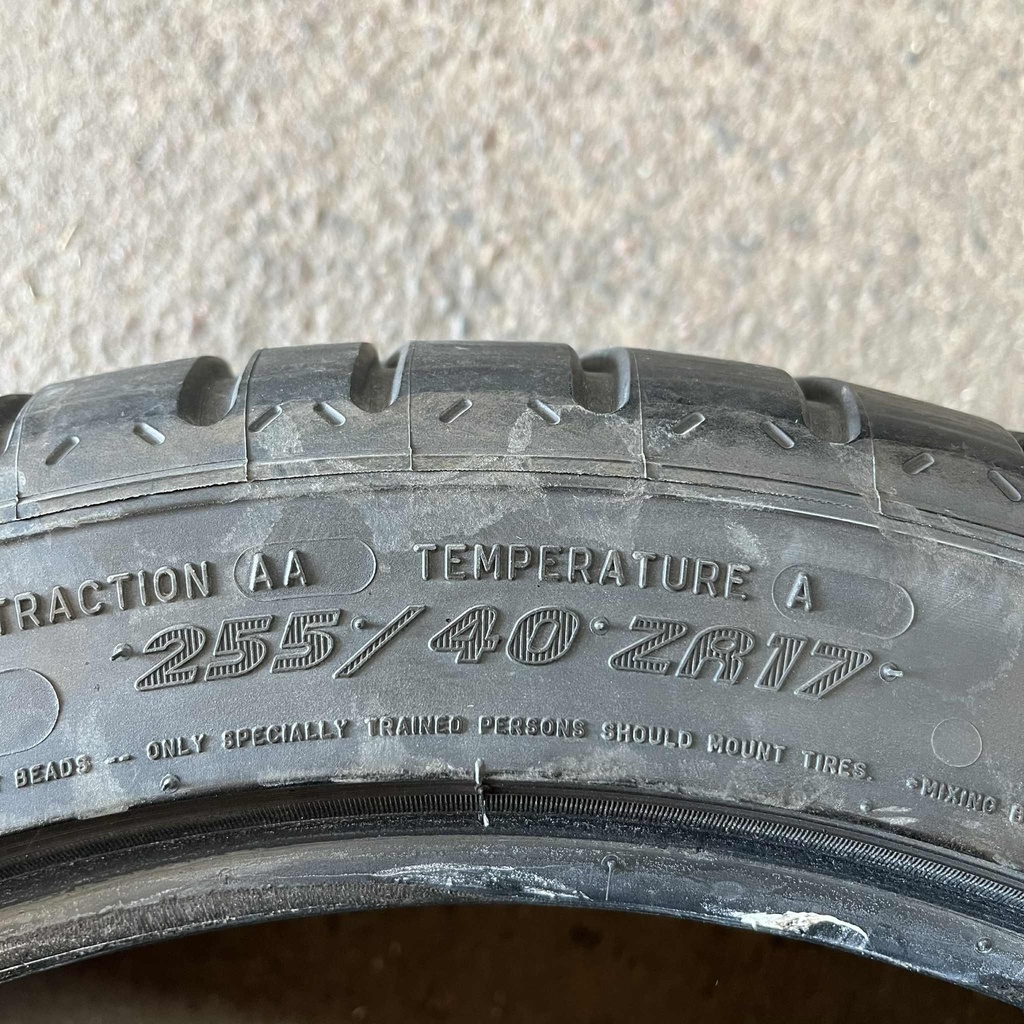 TRACTION AA TEMPERATURE A
255/40 ZR17
BEADS -- ONLY SPECIALLY TRAINED PERSONS SHOULD MOUNT TIRES. -MIXING